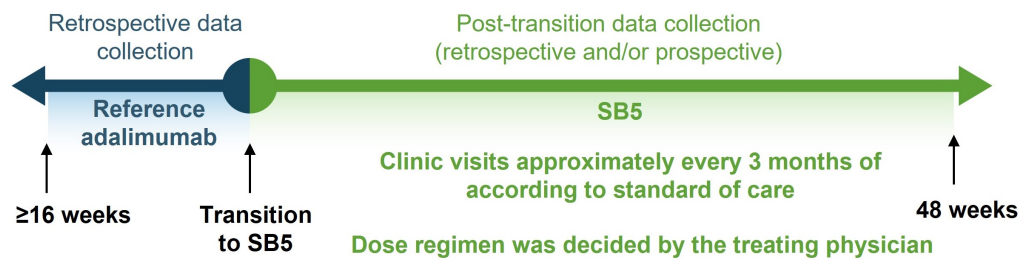 Retrospective data
collection
Post-transition data collection
(retrospective and/or prospective)
Reference
adalimumab
SB5
Clinic visits approximately every 3 months of
according to standard of care
≥16 weeks
Transition
to SB5
48 weeks
Dose regimen was decided by the treating physician